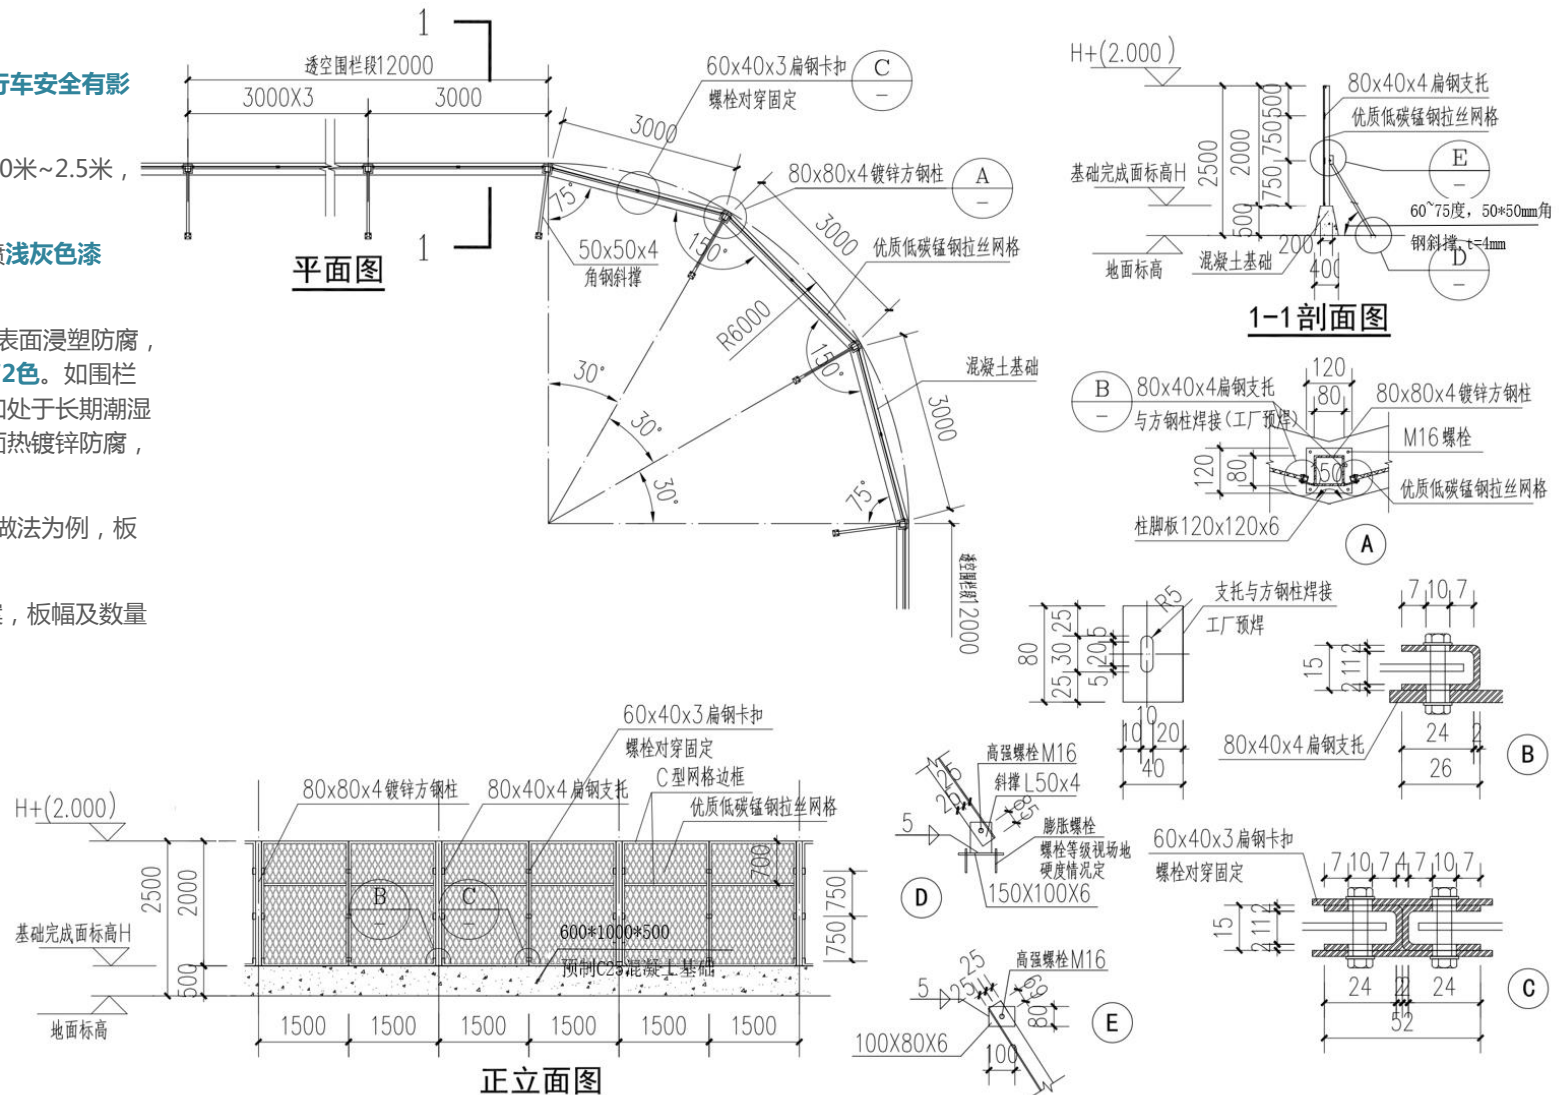 行车安全有影
0米~2.5米，
浅灰色漆
表面浸塑防腐，
2色。如围栏
如处于长期潮湿
面热镀锌防腐，
做法为例，板
，板幅及数量
1
透空围栏段12000
3000X3
3000
60x40x3扁钢卡扣
螺栓对穿固定
C
3000
80x80x4镀锌方钢柱
A
75°
150°
3000
优质低碳锰钢拉丝网格
50x50x4
角钢斜撑
1
平面图
R6000
150°
混凝土基础
30°
30°
30°
3000
75°
透空围栏段12000
H+(2.000)
80x40x4扁钢支托
优质低碳锰钢拉丝网格
500
750
750
2000
2500
500
基础完成面标高H
E
60~75度，50*50mm角
钢斜撑,t=4mm
200
400
地面标高
混凝土基础
D
1-1剖面图
B
80x40x4扁钢支托
与方钢柱焊接(工厂预焊)
120
80
80x80x4镀锌方钢柱
M16螺栓
120
80
50
优质低碳锰钢拉丝网格
柱脚板120x120x6
A
支托与方钢柱焊接
工厂预焊
R5
80
25
30
25
5
20
5
10
10
20
40
7
10
7
15
2
11
2
24
2
26
80x40x4扁钢支托
B
60x40x3扁钢卡扣
螺栓对穿固定
C型网格边框
80x80x4镀锌方钢柱
80x40x4扁钢支托
优质低碳锰钢拉丝网格
H+(2.000)
2500
2000
500
700
750
750
基础完成面标高H
地面标高
B
C
600*1000*500
预制C25混凝土基础
1500
1500
1500
1500
1500
1500
正立面图
高强螺栓M16
斜撑L50x4
25
25
85
5
膨胀螺栓
螺栓等级视场地
硬度情况定
150X100X6
D
高强螺栓M16
25
25
69
80
5
100X80X6
100
E
60x40x3扁钢卡扣
螺栓对穿固定
7
10
7
4
7
10
7
15
2
11
2
24
24
52
C